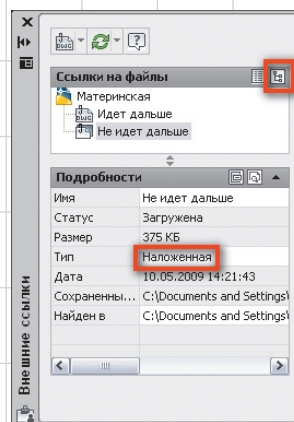 Ссылки на файлы
Материнская
Идет дальше
Не идет дальше
Подробности
Имя Не идет дальше
Статус Загружена
Размер 375 КБ
Тип Наложенная
Дата 10.05.2009 14:21:43
Сохраненны... C:\Documents and Settings\
Найден в C:\Documents and Settings\
Внешние ссылки